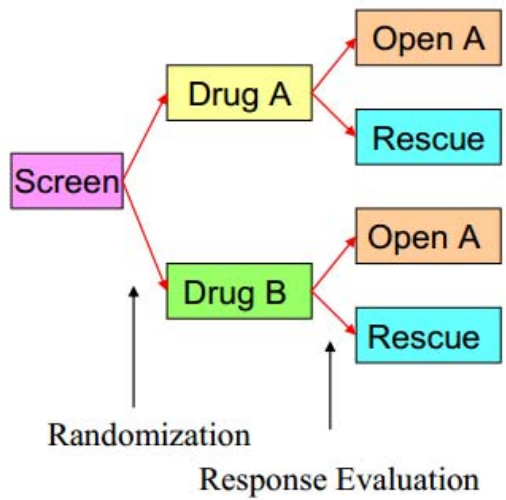 Open A
Drug A
Rescue
Screen
Open A
Drug B
Rescue
Randomization
Response Evaluation